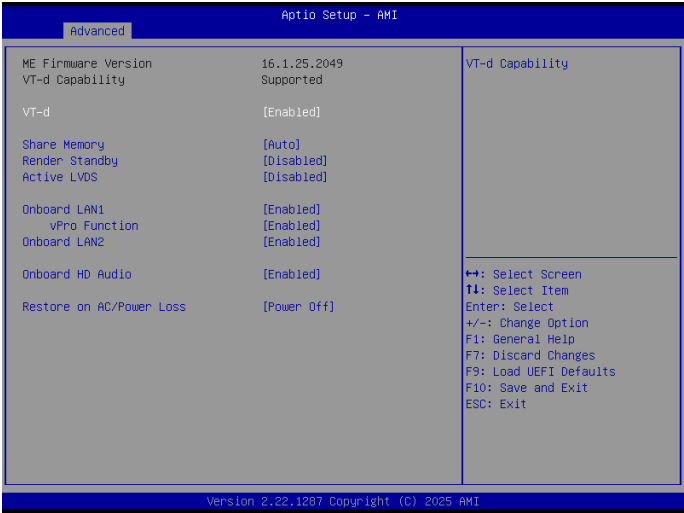 Aptio Setup - AMI
Advanced
ME Firmware Version 16.1.25.2049
VT-d Capability Supported
VT-d [Enabled]
Share Memory [Auto]
Render Standby [Disabled]
Active LVDS [Disabled]
Onboard LAN1 [Enabled]
vPro Function [Enabled]
Onboard LAN2 [Enabled]
Onboard HD Audio [Enabled]
Restore on AC/Power Loss [Power Off]
VT-d Capability
↔: Select Screen
↑↓: Select Item
Enter: Select
+/-: Change Option
F1: General Help
F7: Discard Changes
F9: Load UEFI Defaults
F10: Save and Exit
ESC: Exit
Version 2.22.1287 Copyright (C) 2025 AMI